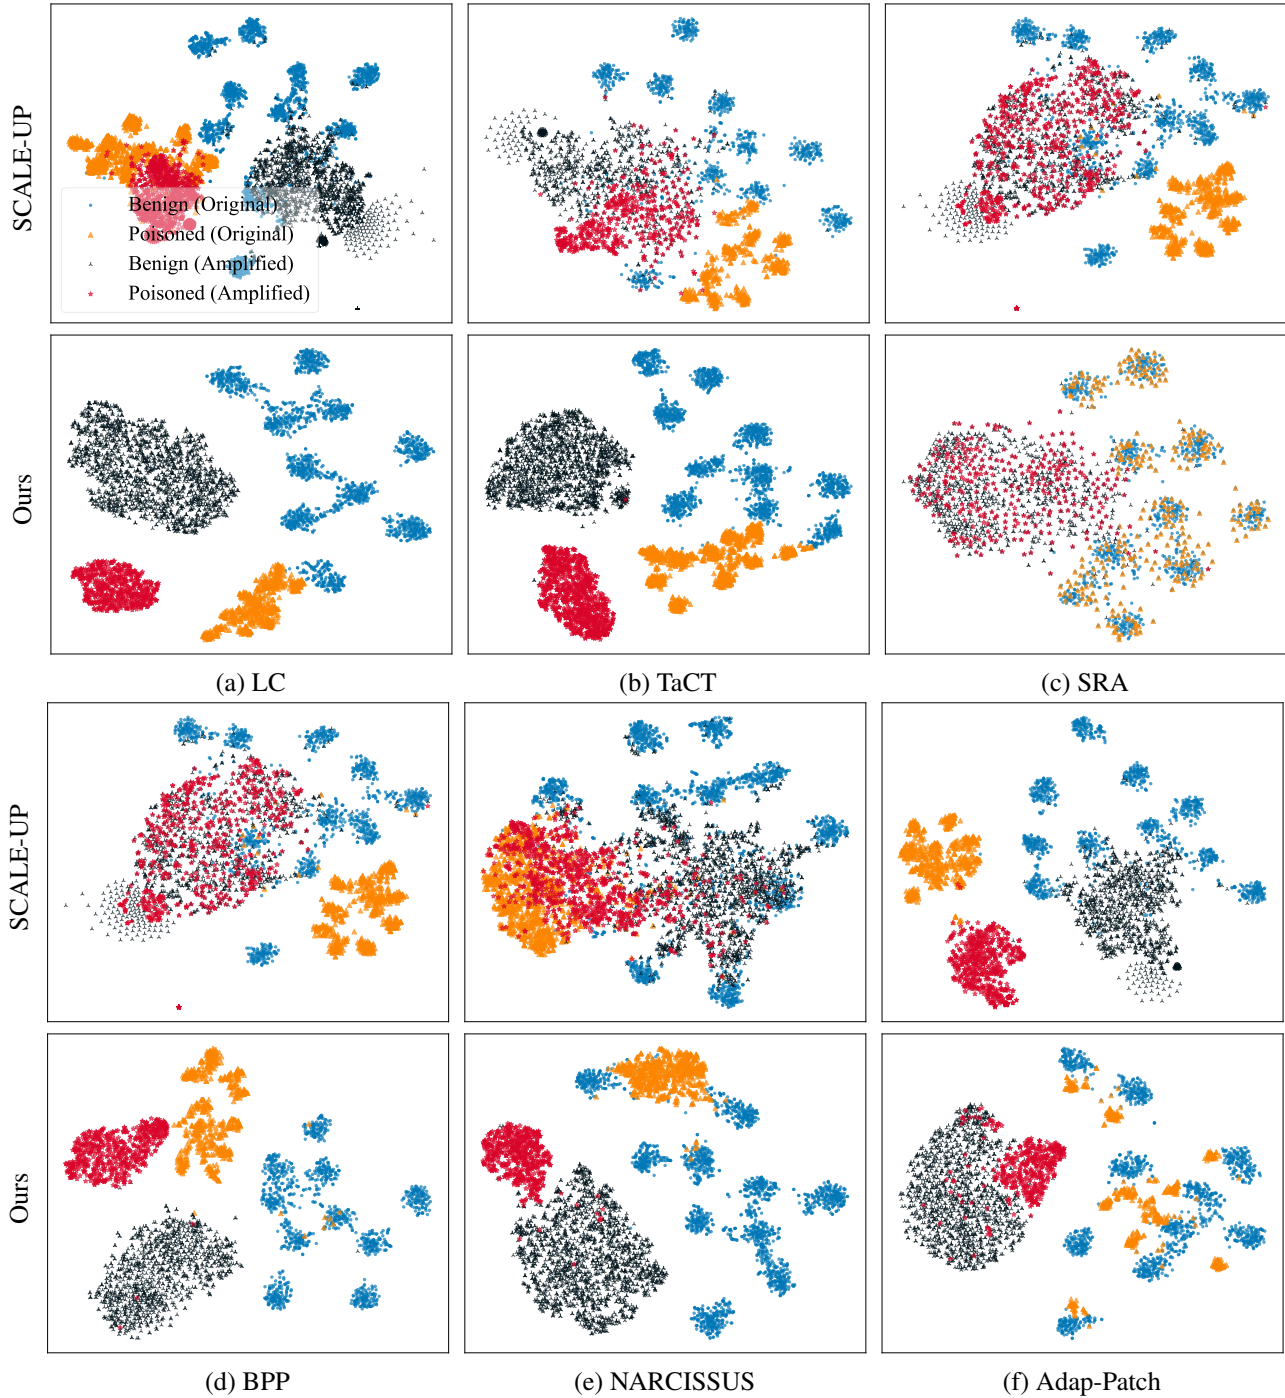 SCALE-UP
Benign (Original)
Poisoned (Original)
Benign (Amplified)
Poisoned (Amplified)
Ours
(a) LC
(b) TaCT
(c) SRA
SCALE-UP
Ours
(d) BPP
(e) NARCISSUS
(f) Adap-Patch